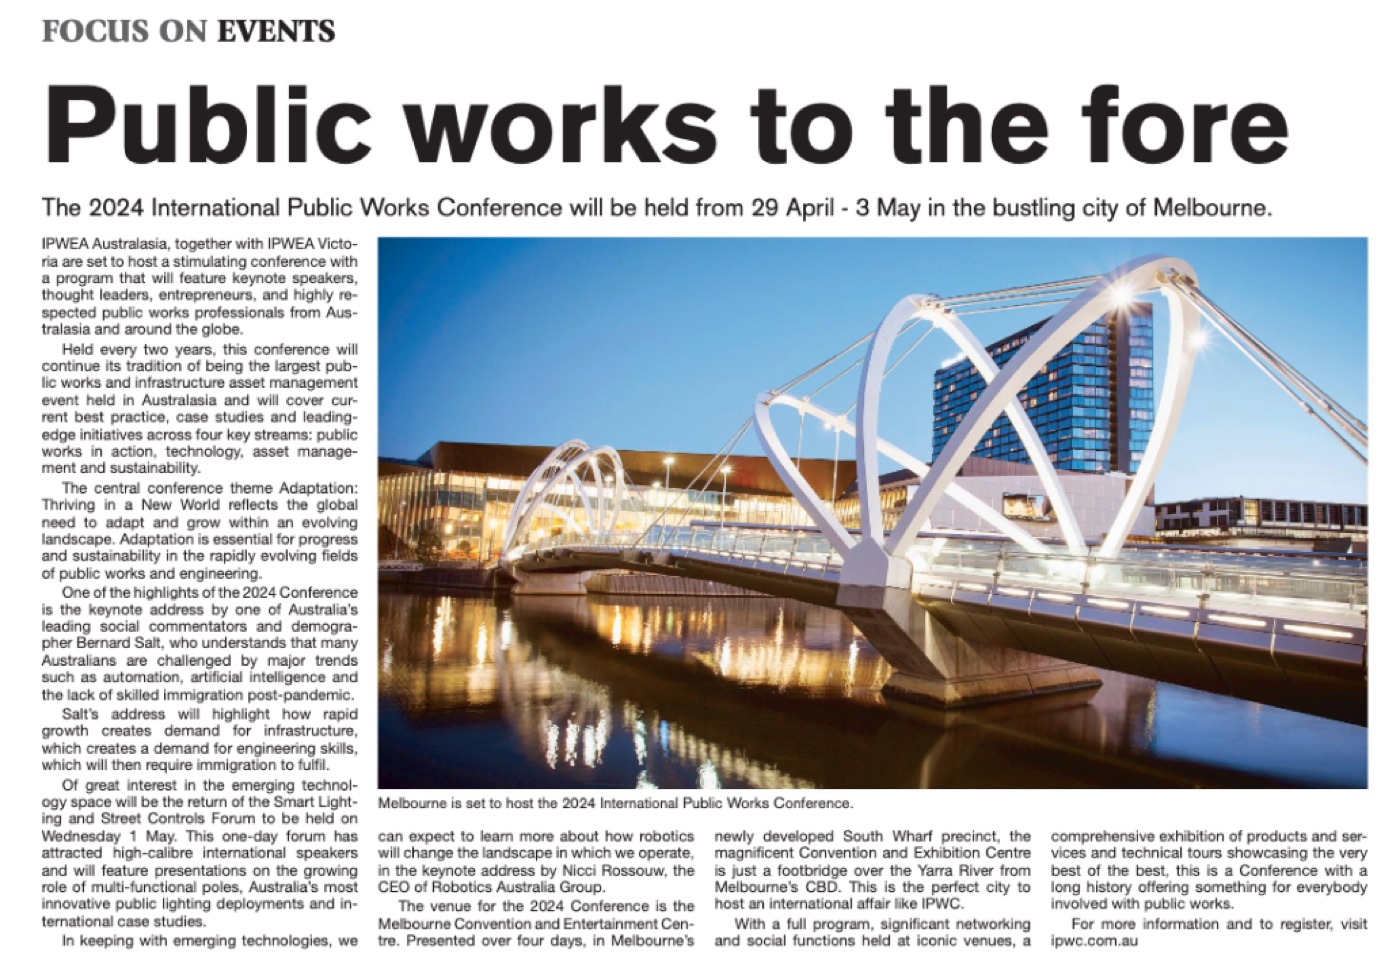 FOCUS ON EVENTS
Public works to the fore
The 2024 International Public Works Conference will be held from 29 April - 3 May in the bustling city of Melbourne.
IPWEA Australasia, together with IPWEA Victo-
ria are set to host a stimulating conference with
a program that will feature keynote speakers,
thought leaders, entrepreneurs, and highly re-
spected public works professionals from Aus-
tralasia and around the globe.
Held every two years, this conference will
continue its tradition of being the largest pub-
lic works and infrastructure asset management
event held in Australasia and will cover cur-
rent best practice, case studies and leading-
edge initiatives across four key streams: public
works in action, technology, asset manage-
ment and sustainability.
The central conference theme Adaptation:
Thriving in a New World reflects the global
need to adapt and grow within an evolving
landscape. Adaptation is essential for progress
and sustainability in the rapidly evolving fields
of public works and engineering.
One of the highlights of the 2024 Conference
is the keynote address by one of Australia's
leading social commentators and demogra-
pher Bernard Salt, who understands that many
Australians are challenged by major trends
such as automation, artificial intelligence and
the lack of skilled immigration post-pandemic.
Salt's address will highlight how rapid
growth creates demand for infrastructure,
which creates a demand for engineering skills,
which will then require immigration to fulfil.
Of great interest in the emerging technol-
ogy space will be the return of the Smart Light-
ing and Street Controls Forum to be held on
Wednesday 1 May. This one-day forum has
attracted high-calibre international speakers
and will feature presentations on the growing
role of multi-functional poles, Australia's most
innovative public lighting deployments and in-
ternational case studies.
In keeping with emerging technologies, we
Melbourne is set to host the 2024 International Public Works Conference.
can expect to learn more about how robotics
will change the landscape in which we operate,
in the keynote address by Nicci Rossouw, the
CEO of Robotics Australia Group.
The venue for the 2024 Conference is the
Melbourne Convention and Entertainment Cen-
tre. Presented over four days, in Melbourne's
newly developed South Wharf precinct, the
magnificent Convention and Exhibition Centre
is just a footbridge over the Yarra River from
Melbourne's CBD. This is the perfect city to
host an international affair like IPWC.
With a full program, significant networking
and social functions held at iconic venues, a
comprehensive exhibition of products and ser-
vices and technical tours showcasing the very
best of the best, this is a Conference with a
long history offering something for everybody
involved with public works.
For more information and to register, visit
ipwc.com.au